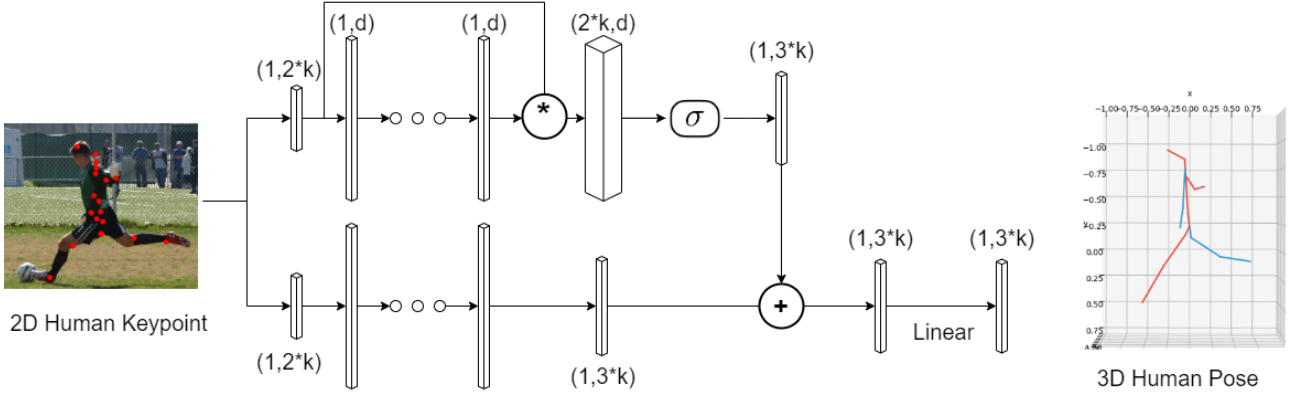 (1,d)
(1,d)
(2*k,d)
(1,2*k)
(1,3*k)
*
σ
2D Human Keypoint
(1,2*k)
(1,3*k)
+
(1,3*k)
(1,3*k)
Linear
x
-1.00-0.75-0.50-0.25 0.00 0.25 0.50 0.75
-1.00
-0.75
-0.50
-0.25
0.00
0.25
0.50
0.75
3D Human Pose